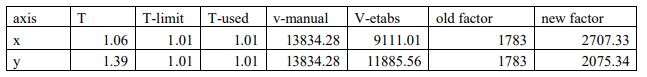 axis T T-limit T-used v-manual V-etabs old factor new factor
x 1.06 1.01 1.01 13834.28 9111.01 1783 2707.33
y 1.39 1.01 1.01 13834.28 11885.56 1783 2075.34